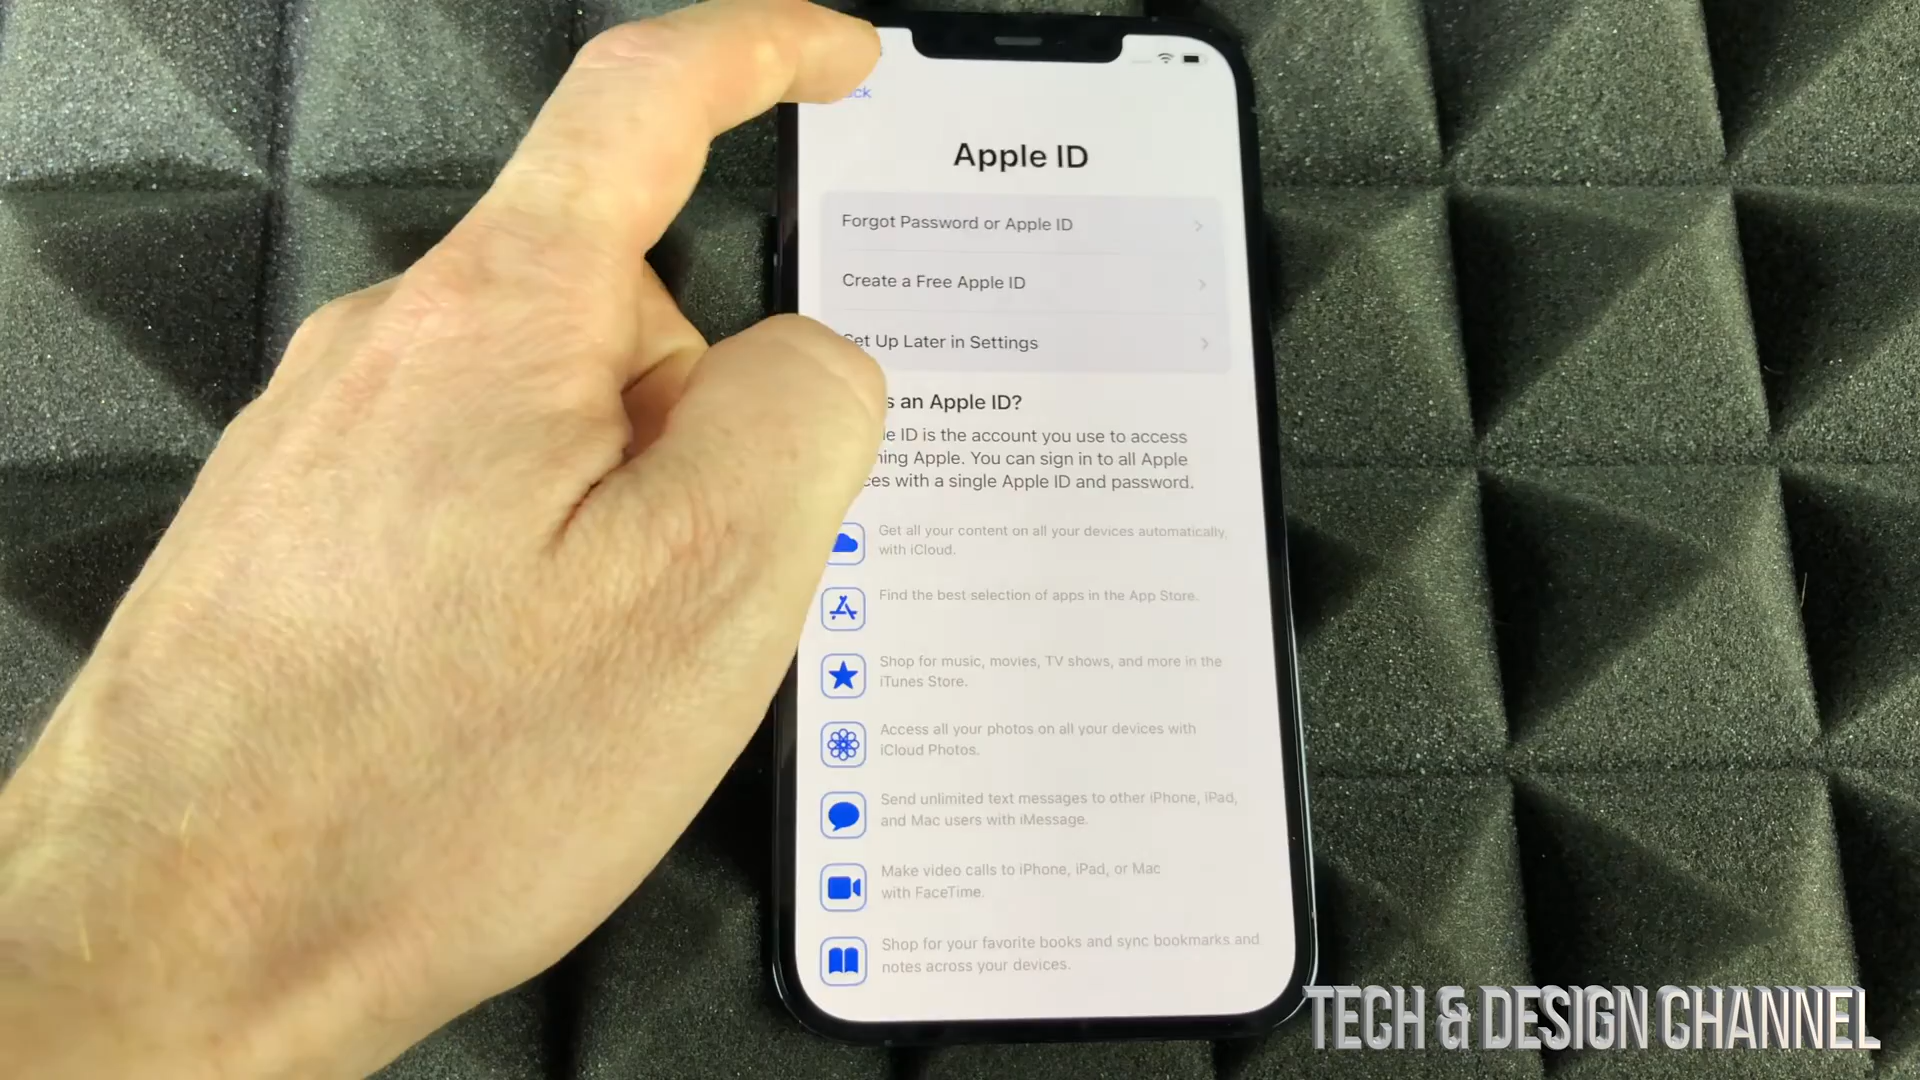 Apple ID
Forgot Password or Apple ID
Create a Free Apple ID
Set Up Later in Settings
an Apple ID?
ID is the account you use to access
Apple. You can sign in to all Apple
with a single Apple ID and password.
Get all your content on all your devices automatically,
with iCloud.
Find the best selection of apps in the App Store.
Shop for music, movies, TV shows, and more in the
iTunes Store.
Access all your photos on all your devices with
iCloud Photos.
Send unlimited text messages to other iPhone, iPad,
and Mac users with iMessage.
Make video calls to iPhone, iPad, or Mac
with FaceTime.
Shop for your favorite books and sync bookmarks and
notes across your devices.
TECH & DESIGN CHANNEL